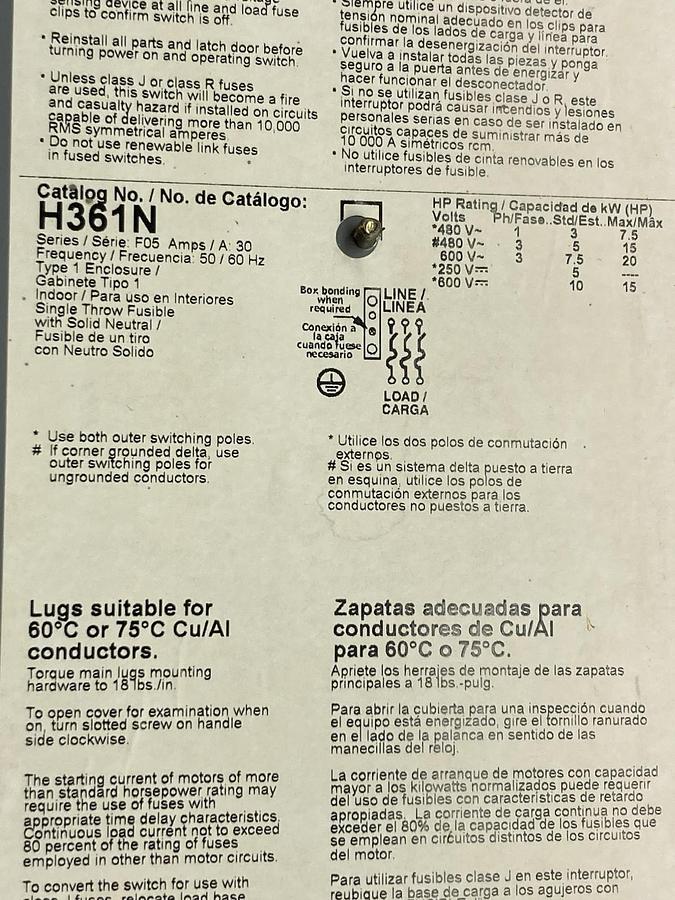 sensing device at all line and load fuse
clips to confirm switch is off.
• Reinstall all parts and latch door before
turning power on and operating switch.
• Unless class J or class R fuses
are used, this switch will become a fire
and casualty hazard if installed on circuits
capable of delivering more than 10,000
RMS symmetrical amperes.
• Do not use renewable link fuses
in fused switches.
• Siempre utilice un dispositivo detector de
tensión nominal adecuado en los clips para
fusibles de los lados de carga y línea para
confirmar la desenergización del interruptor.
• Vuelva a instalar todas las piezas y ponga
seguro a la puerta antes de energizar y
hacer funcionar el desconectador.
• Si no se utilizan fusibles clase J o R, este
interruptor podrá causar incendios y lesiones
personales serias en caso de ser instalado en
circuitos capaces de suministrar más de
10 000 A simétricos rcm.
• No utilice fusibles de cinta renovables en los
interruptores de fusible.
Catalog No. / No. de Catálogo:
H361N
Series / Série: F05 Amps / A: 30
Frequency / Frecuencia: 50 / 60 Hz
Type 1 Enclosure /
Gabinete Tipo 1
Indoor / Para uso en Interiores
Single Throw Fusible
with Solid Neutral /
Fusible de un tiro
con Neutro Solido
HP Rating / Capacidad de kW (HP)
Volts Ph/Fase..Std/Est..Max/Mâx
*480 V~ 1 3 7.5
#480 V~ 3 5 15
600 V~ 3 7.5 20
*250 V⎓ 5 ----
*600 V⎓ 10 15
Box bonding
when
required
Conexión a
la caja
cuando fuese
necesario
LINE /
LINEA
LOAD /
CARGA
* Use both outer switching poles.
# If corner grounded delta, use
outer switching poles for
ungrounded conductors.
* Utilice los dos polos de conmutación
externos.
# Si es un sistema delta puesto a tierra
en esquina, utilice los polos de
conmutación externos para los
conductores no puestos a tierra.
Lugs suitable for
60°C or 75°C Cu/Al
conductors.
Torque main lugs mounting
hardware to 18 lbs./in.
To open cover for examination when
on, turn slotted screw on handle
side clockwise.
The starting current of motors of more
than standard horsepower rating may
require the use of fuses with
appropriate time delay characteristics.
Continuous load current not to exceed
80 percent of the rating of fuses
employed in other than motor circuits.
To convert the switch for use with
class J fuses, relocate load base
Zapatas adecuadas para
conductores de Cu/Al
para 60°C o 75°C.
Apriete los herrajes de montaje de las zapatas
principales a 18 lbs.-pulg.
Para abrir la cubierta para una inspección cuando
el equipo está energizado, gire el tornillo ranurado
en el lado de la palanca en sentido de las
manecillas del reloj.
La corriente de arranque de motores con capacidad
mayor a los kilowatts normalizados puede requerir
del uso de fusibles con características de retardo
apropiadas. La corriente de carga continua no debe
exceder el 80% de la capacidad de los fusibles que
se emplean en circuitos distintos de los circuitos
del motor.
Para utilizar fusibles clase J en este interruptor,
reubique la base de carga a los agujeros con